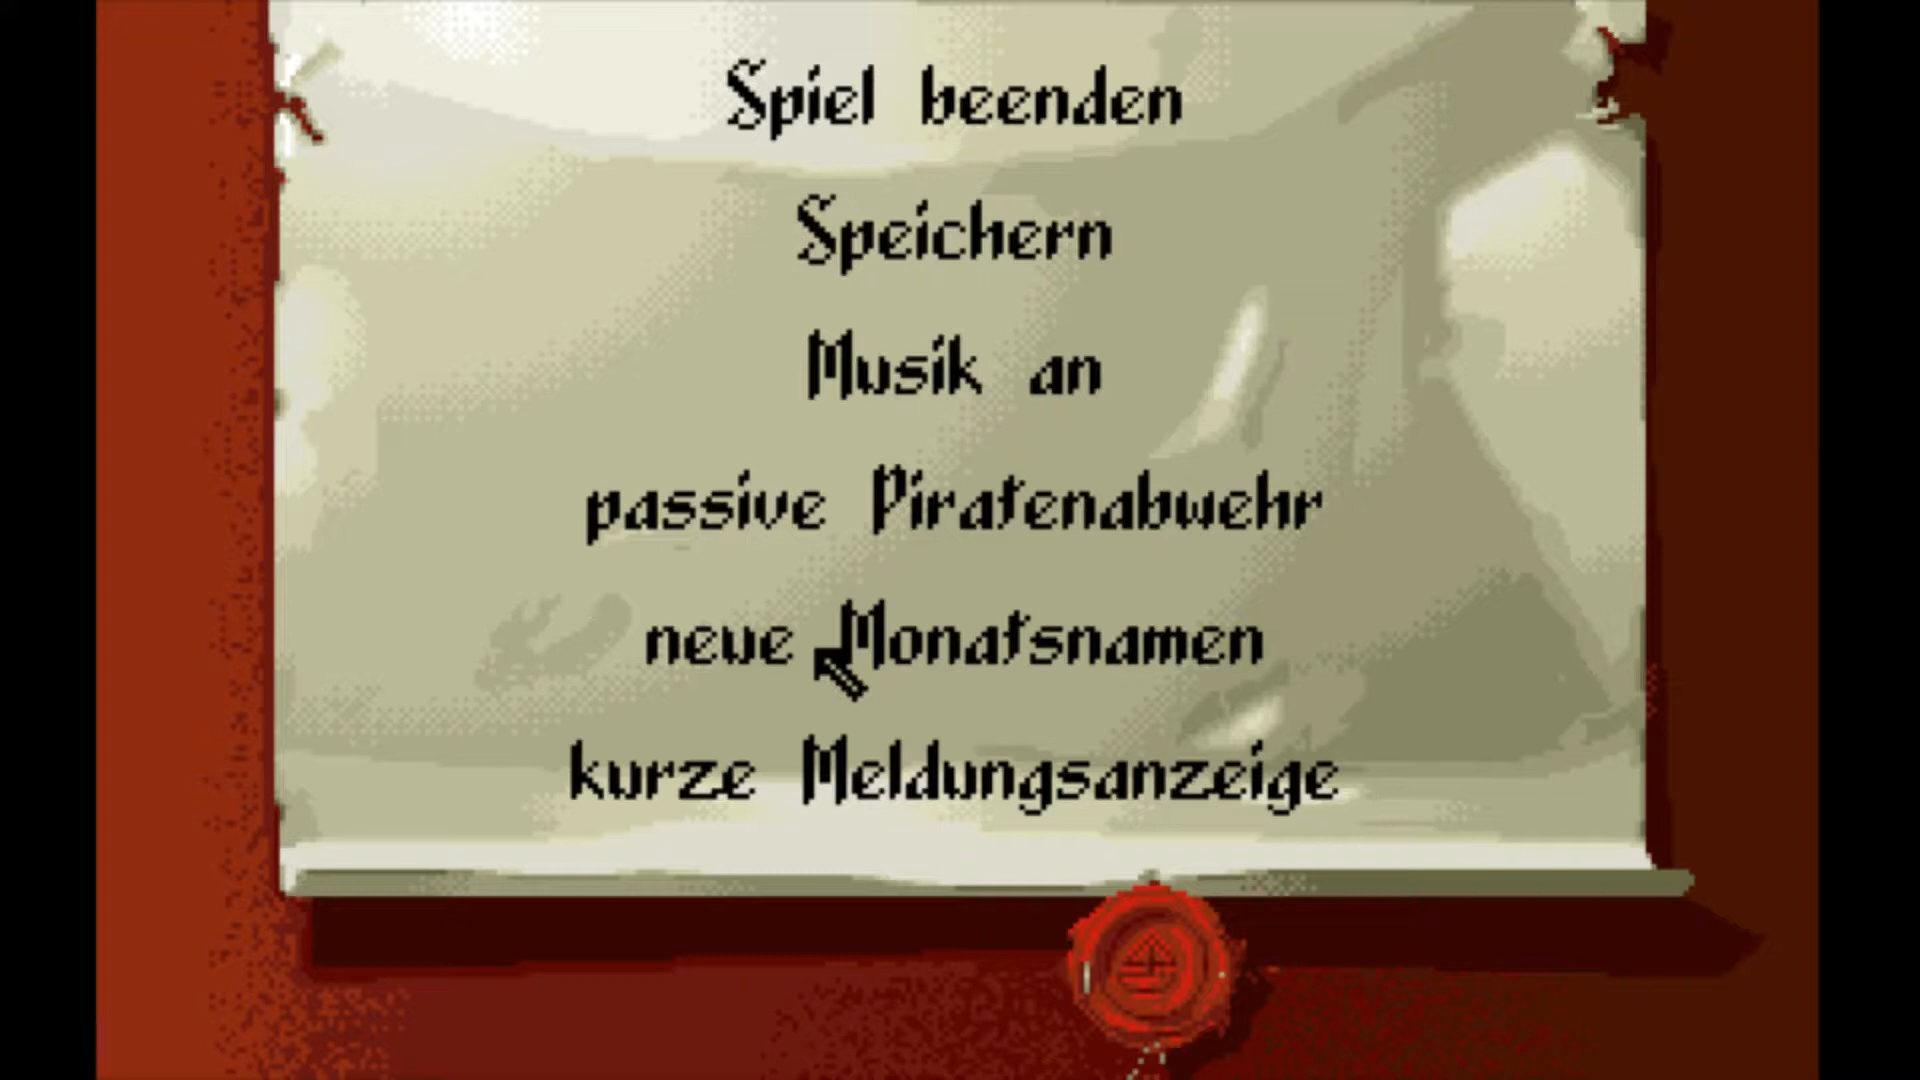 Spiel beenden
Speichern
Musik an
passive Piratenabwehr
neue Monatsnamen
kurze Meldungsanzeige